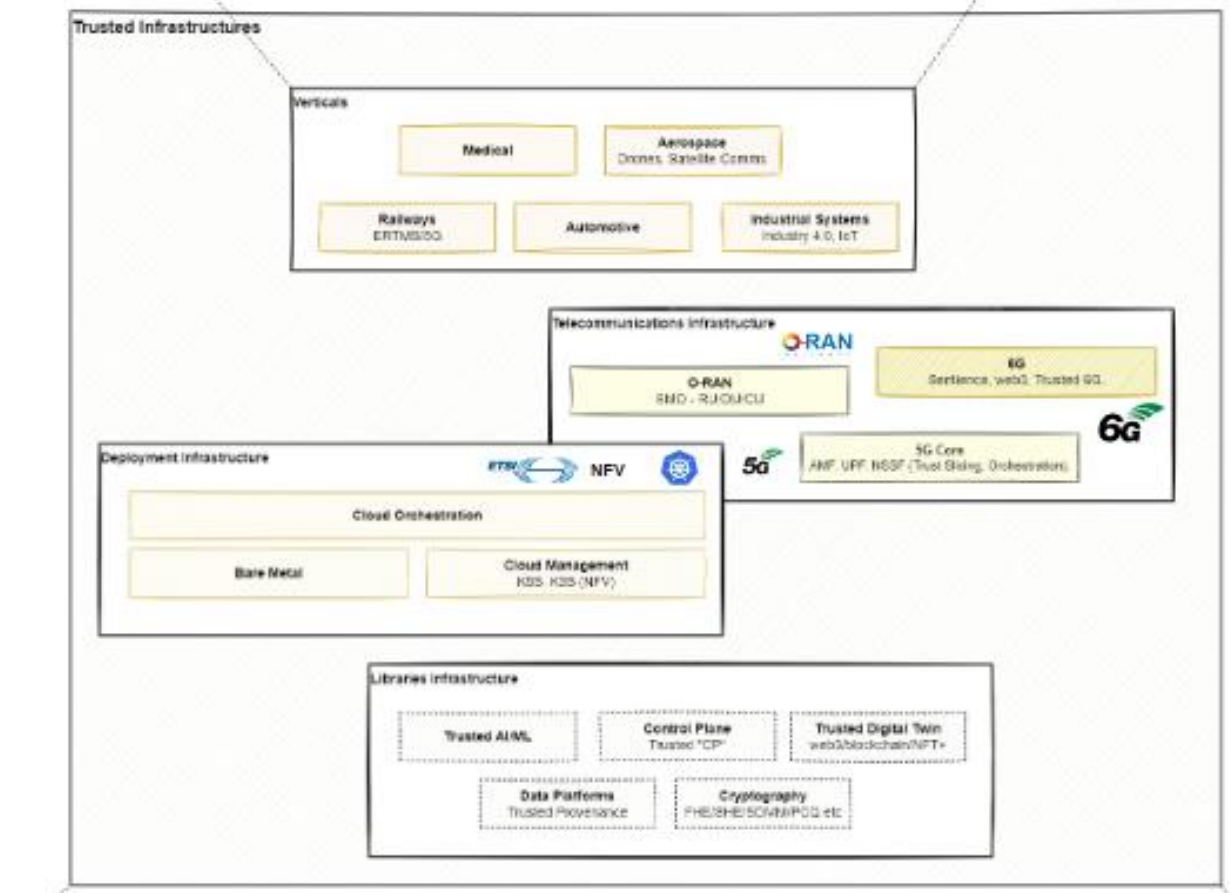 Trusted Infrastructures
Verticals
Medical
Aerospace
Drones, Satellite Comms
Railways
ERTMS/5G
Automotive
Industrial Systems
Industry 4.0, IoT
Telecommunications Infrastructure
O-RAN
O-RAN
SMO - RU/DU/CU
6G
Sentience, web3, Trusted 6G,
6G
5G
5G Core
AMF, UPF, NSSF (Trust Slicing, Orchestration),
Deployment Infrastructure
ETSI
NFV
Cloud Orchestration
Bare Metal
Cloud Management
(NFV)
Libraries Infrastructure
Trusted AI/ML
Control Plane
Trusted "CP"
Trusted Digital Twin
web3/blockchain/NFT+
Data Platforms
Trusted Provenance
Cryptography
etc